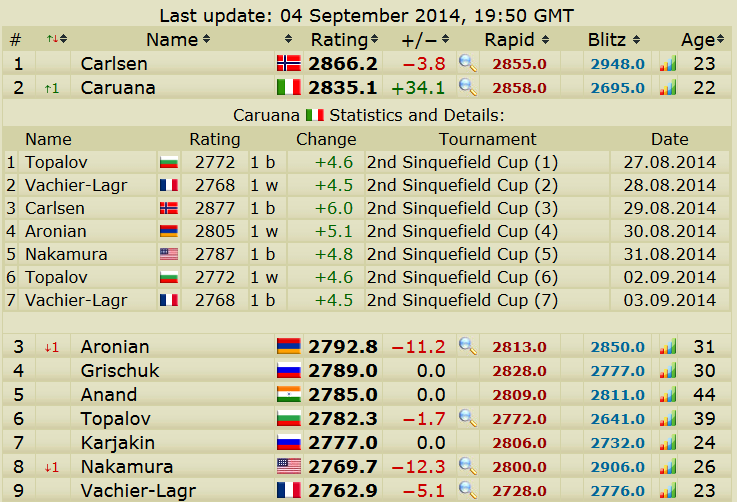 Last update: 04 September 2014, 19:50 GMT
# ↑↓ Name Rating +/− Rapid Blitz Age
1 Carlsen 2866.2 −3.8 2855.0 2948.0 23
2 ↑1 Caruana 2835.1 +34.1 2858.0 2695.0 22
Caruana Statistics and Details:
Name Rating Change Tournament Date
1 Topalov 2772 1 b +4.6 2nd Sinquefield Cup (1) 27.08.2014
2 Vachier-Lagr 2768 1 w +4.5 2nd Sinquefield Cup (2) 28.08.2014
3 Carlsen 2877 1 b +6.0 2nd Sinquefield Cup (3) 29.08.2014
4 Aronian 2805 1 w +5.1 2nd Sinquefield Cup (4) 30.08.2014
5 Nakamura 2787 1 b +4.8 2nd Sinquefield Cup (5) 31.08.2014
6 Topalov 2772 1 w +4.6 2nd Sinquefield Cup (6) 02.09.2014
7 Vachier-Lagr 2768 1 b +4.5 2nd Sinquefield Cup (7) 03.09.2014
3 ↓1 Aronian 2792.8 −11.2 2813.0 2850.0 31
4 Grischuk 2789.0 0.0 2828.0 2777.0 30
5 Anand 2785.0 0.0 2809.0 2811.0 44
6 Topalov 2782.3 −1.7 2772.0 2641.0 39
7 Karjakin 2777.0 0.0 2806.0 2732.0 24
8 ↓1 Nakamura 2769.7 −12.3 2800.0 2906.0 26
9 Vachier-Lagr 2762.9 −5.1 2728.0 2776.0 23